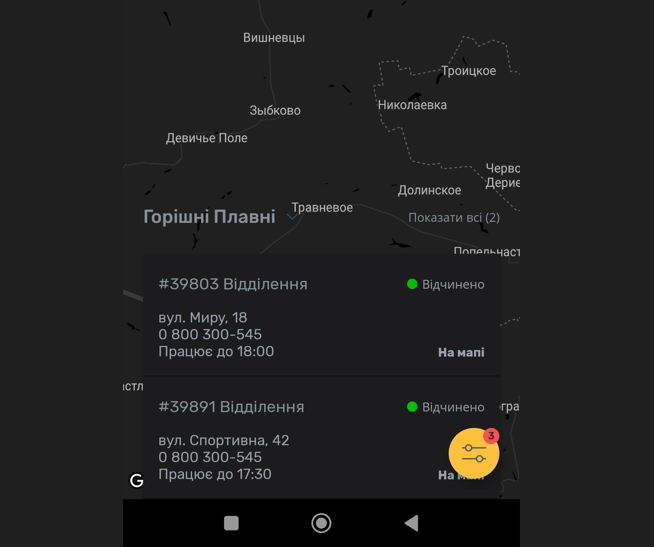 Вишневцы
Троицкое
Николаевка
Зыбково
Девичье Поле
Черво
Дерие
Долинское
Травневое
Горішні Плавні
Показати всі (2)
Попельнаст
#39803 Відділення
Відчинено
вул. Миру, 18
0 800 300-545
Працює до 18:00
На мапі
#39891 Відділення
Відчинено
вул. Спортивна, 42
0 800 300-545
Працює до 17:30
3
G